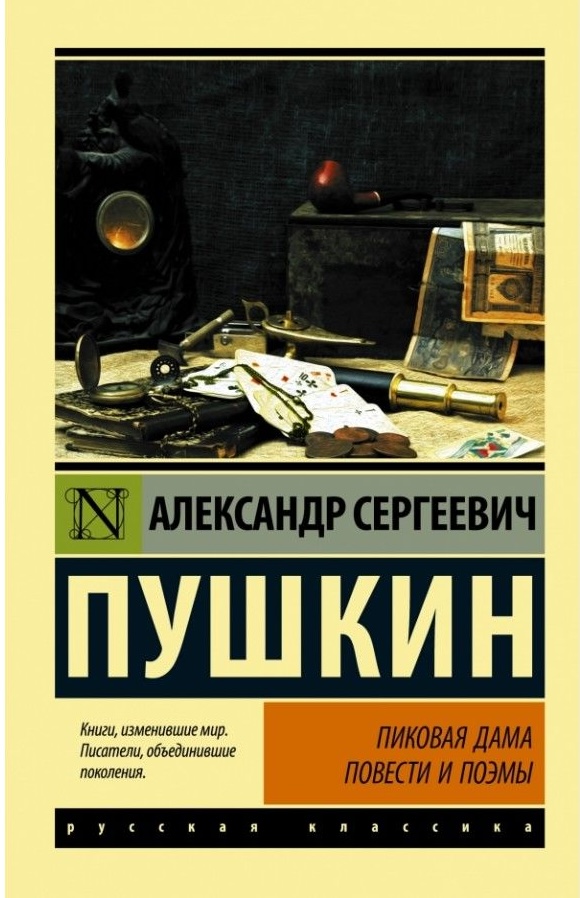 N
АЛЕКСАНДР СЕРГЕЕВИЧ
ПУШКИН
Книги, изменившие мир.
Писатели, объединившие
поколения.
ПИКОВАЯ ДАМА
ПОВЕСТИ И ПОЭМЫ
русская классика